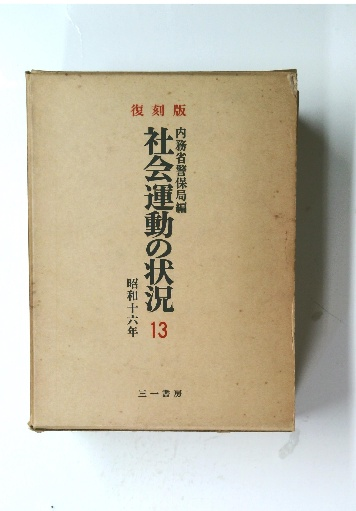 復刻版
内務省警保局編
社会運動の状況
13
昭和十六年
三一書房